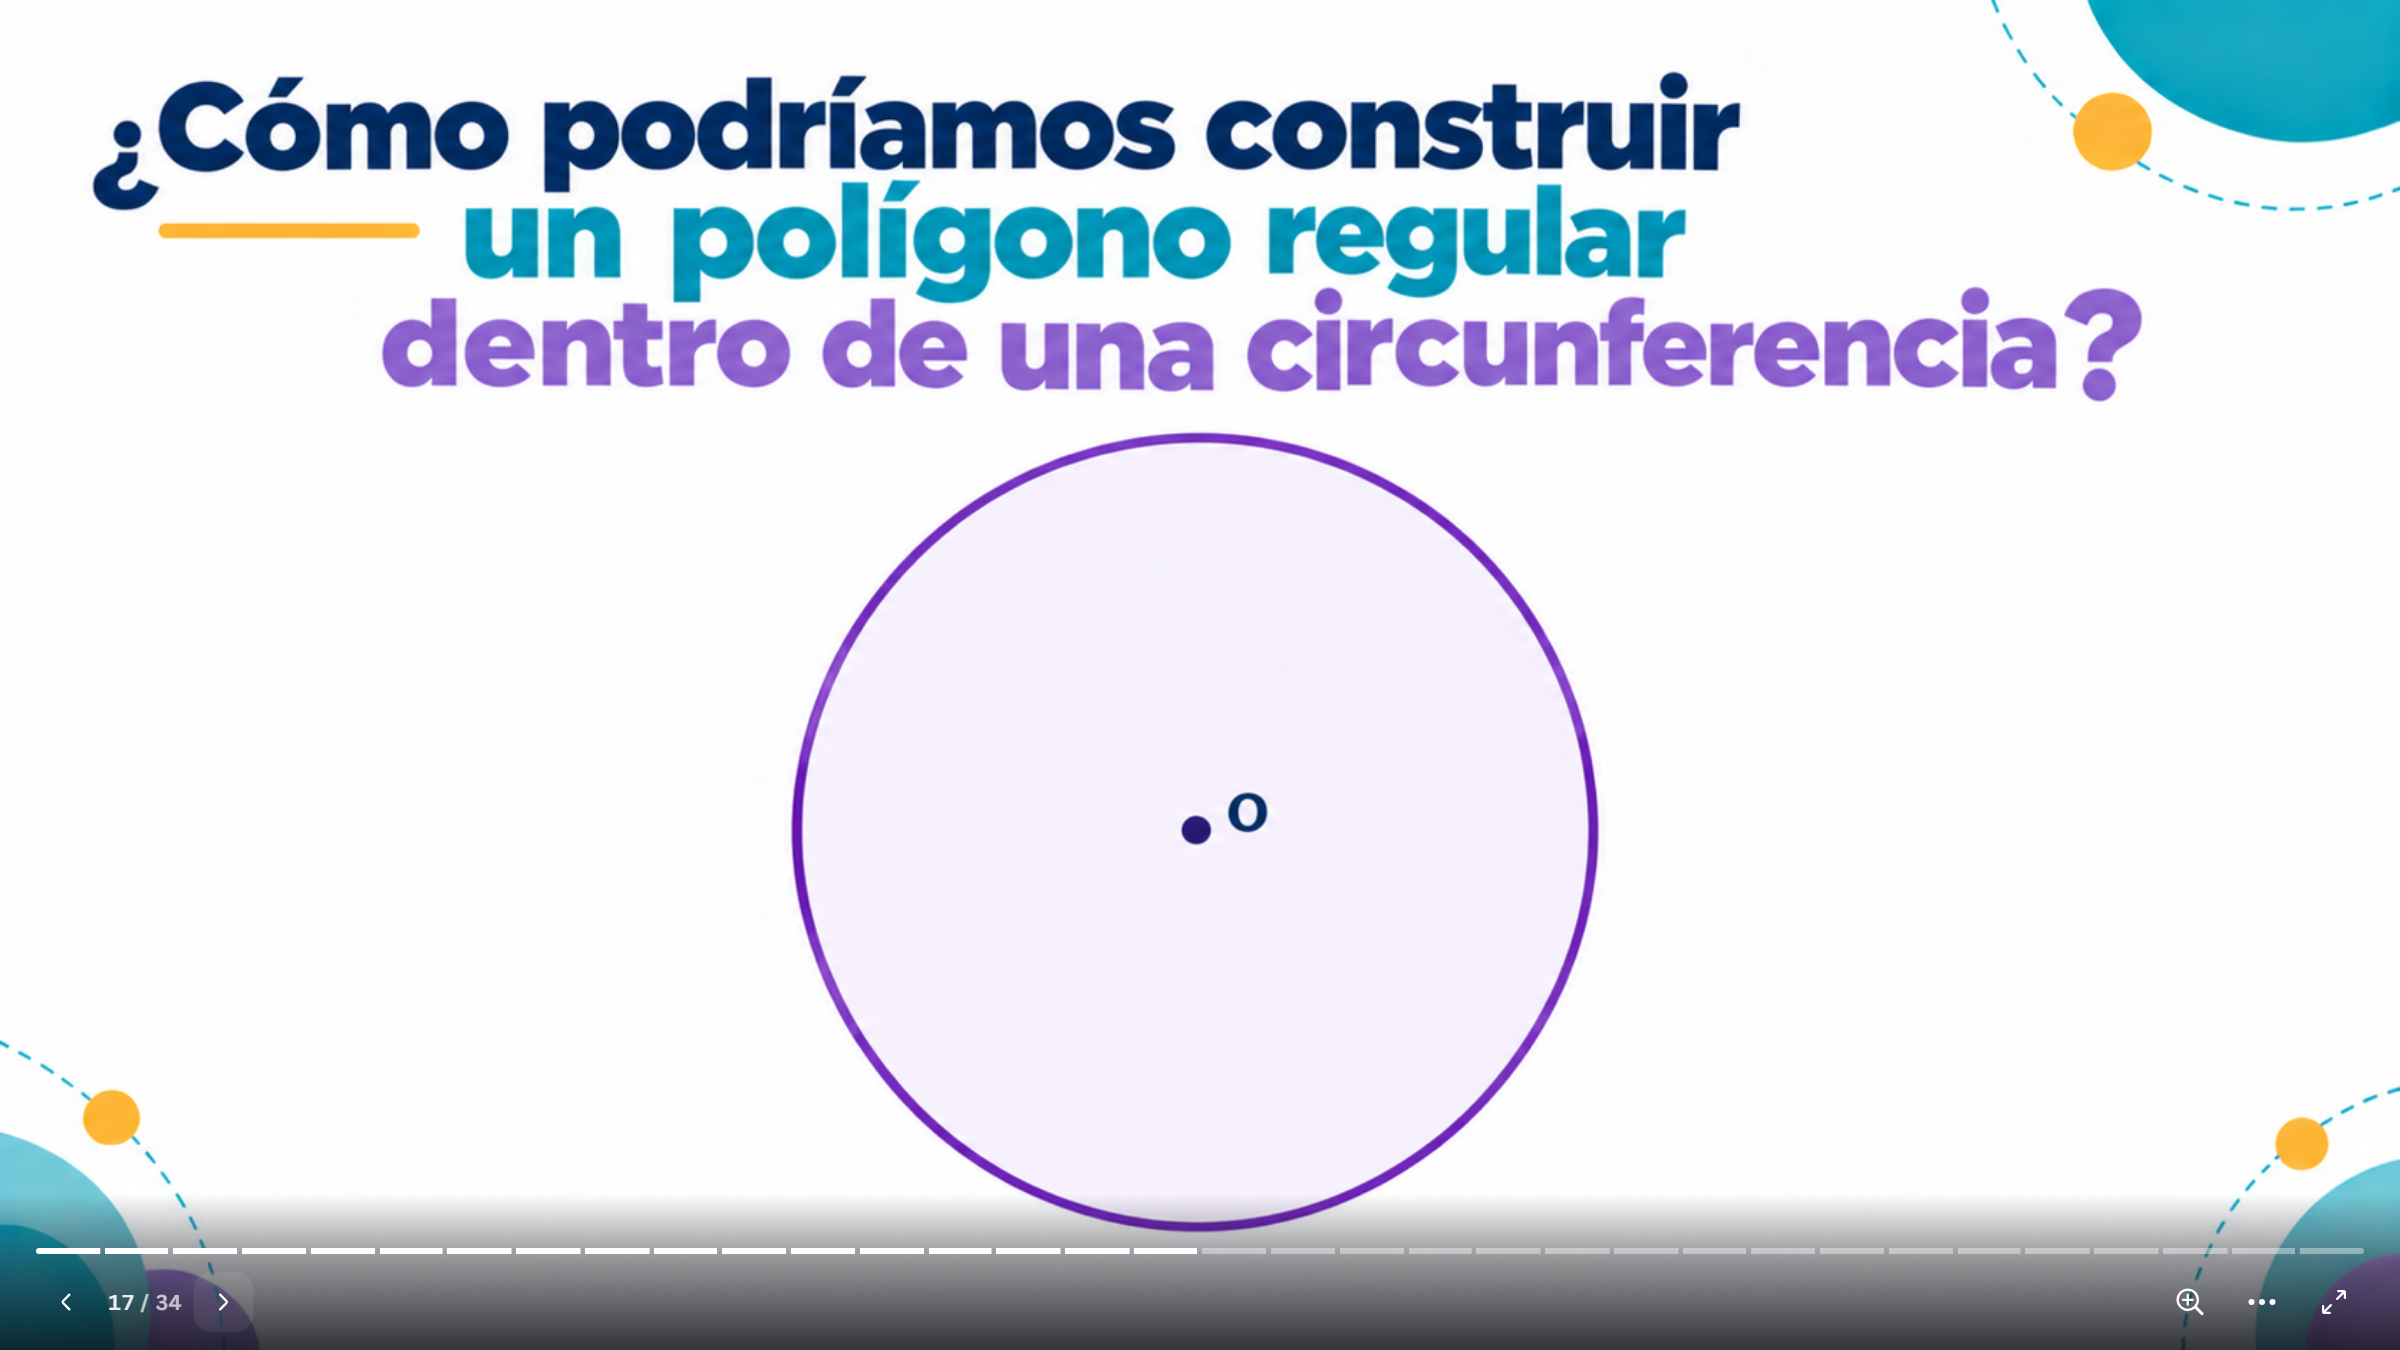 ¿Cómo podríamos construir
un polígono regular
dentro de una circunferencia?
O
17 / 34